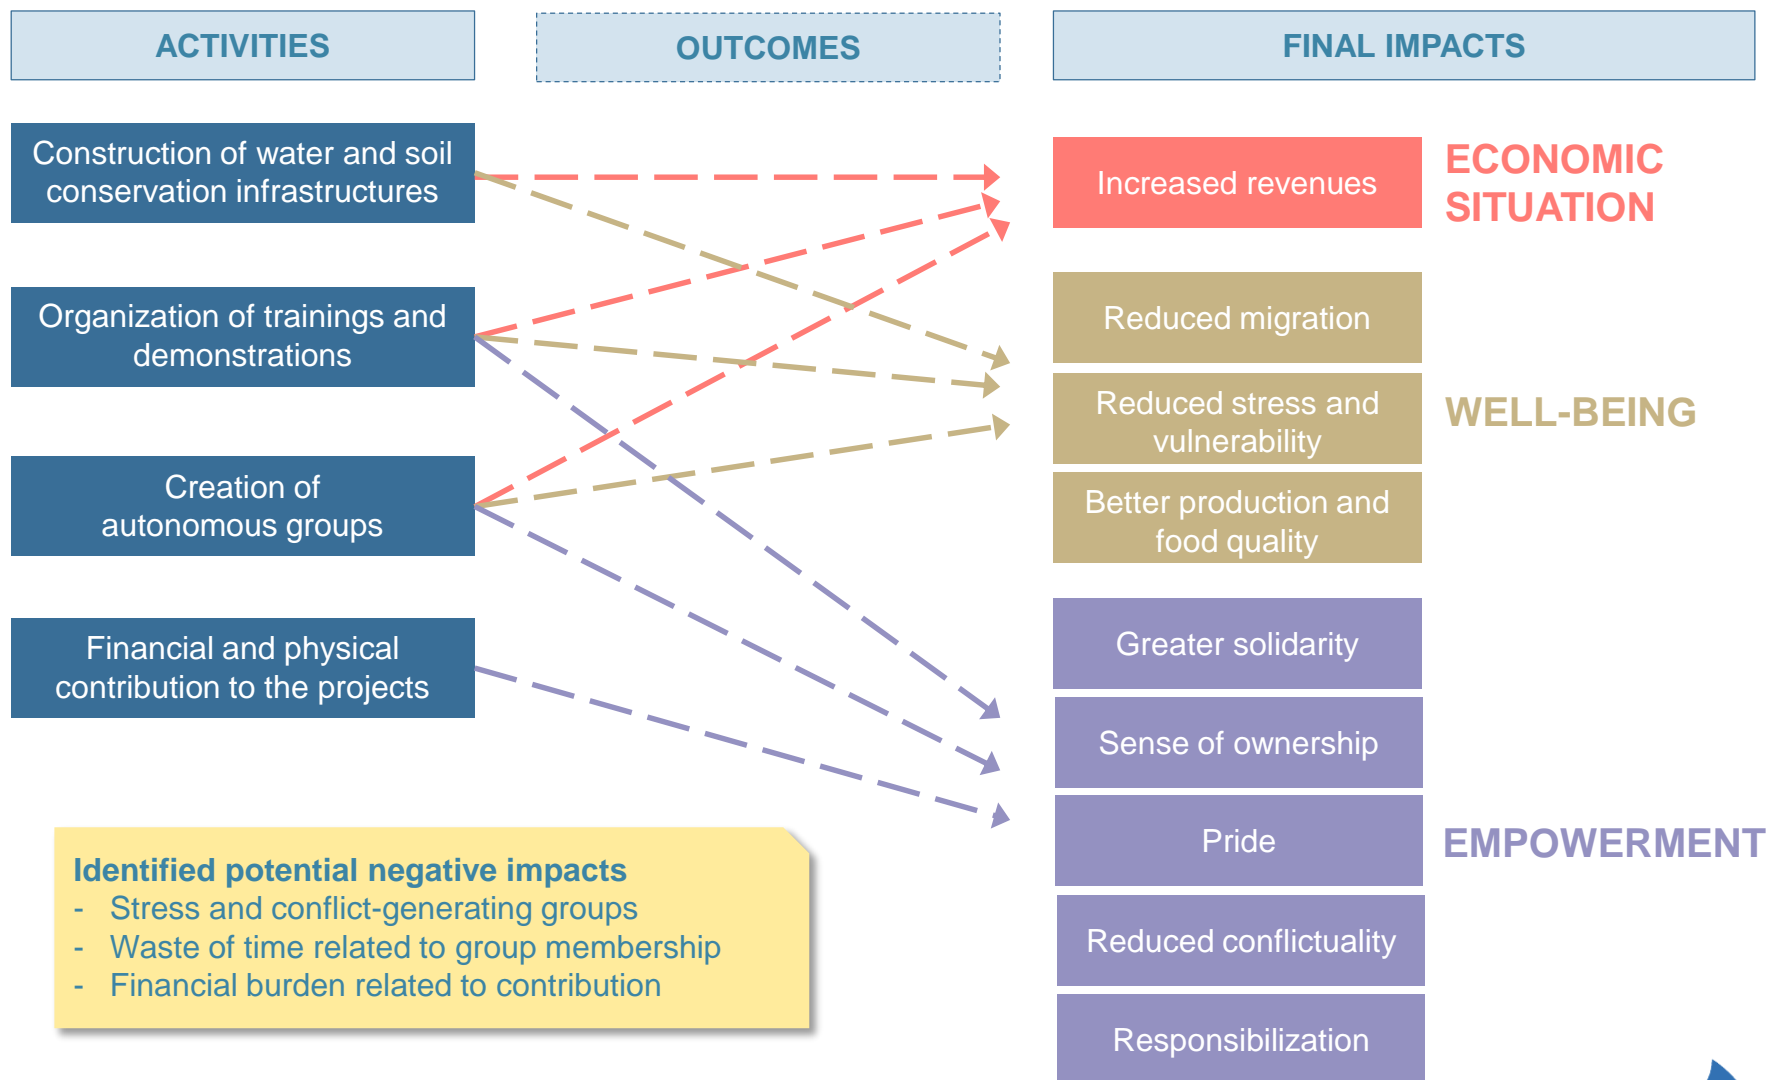 ACTIVITIES
OUTCOMES
FINAL IMPACTS
Construction of water and soil
conservation infrastructures
Organization of trainings and
demonstrations
Creation of
autonomous groups
Financial and physical
contribution to the projects
Increased revenues
ECONOMIC
SITUATION
Reduced migration
Reduced stress and
vulnerability
Better production and
food quality
WELL-BEING
Greater solidarity
Sense of ownership
Pride
Reduced conflictuality
Responsibilization
EMPOWERMENT
Identified potential negative impacts
- Stress and conflict-generating groups
- Waste of time related to group membership
- Financial burden related to contribution